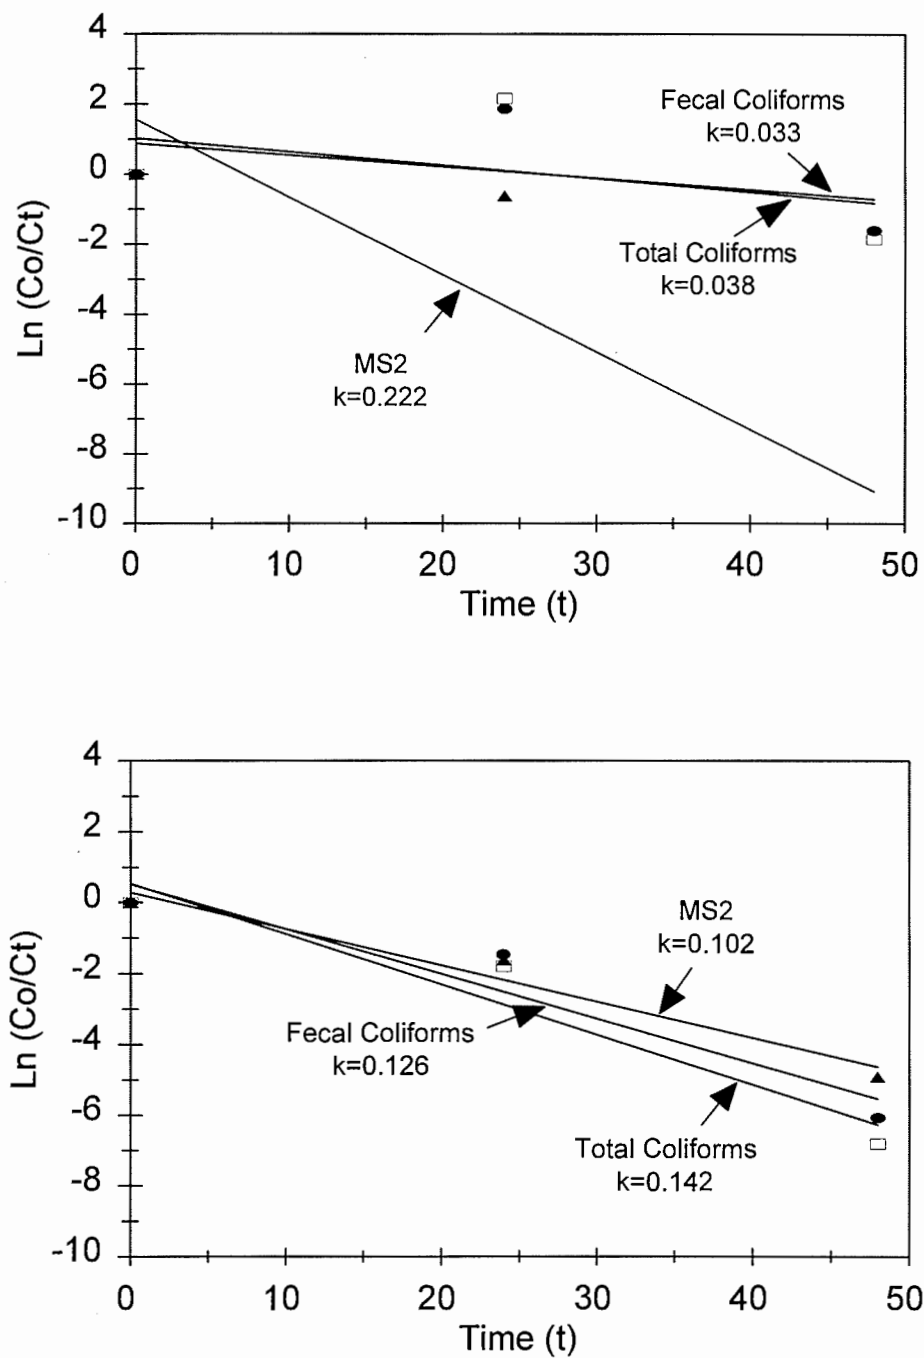 4
2
0
-2
-4
-6
-8
-10
Ln (Co/Ct)
Fecal Coliforms
k=0.033
Total Coliforms
k=0.038
MS2
k=0.222
0 10 20 30 40 50
Time (t)
4
2
0
-2
-4
-6
-8
-10
Ln (Co/Ct)
MS2
k=0.102
Fecal Coliforms
k=0.126
Total Coliforms
k=0.142
0 10 20 30 40 50
Time (t)